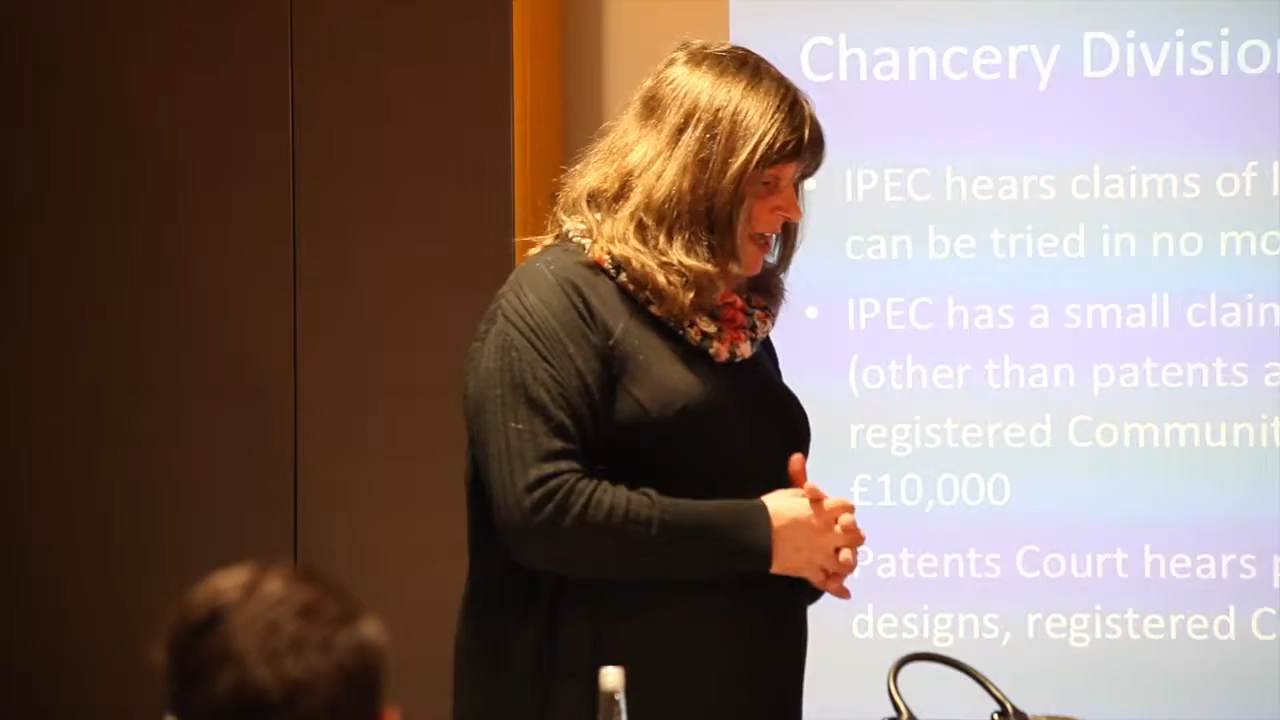 Chancery Divisio
IPEC hears claims of
can be tried in no mo
IPEC has a small claim
(other than patents a
registered Communit
£10,000
Patents Court hears p
designs, registered C